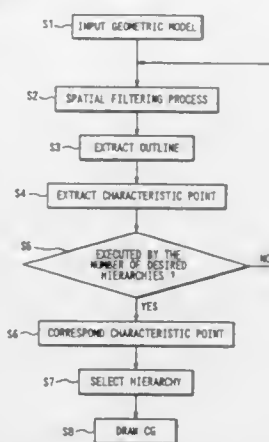 S1
INPUT GEOMETRIC MODEL
S2
SPATIAL FILTERING PROCESS
S3
EXTRACT OUTLINE
S4
EXTRACT CHARACTERISTIC POINT
S5
EXECUTED BY THE
NUMBER OF DESIRED
HIERARCHIES ?
NO
YES
S6
CORRESPOND CHARACTERISTIC POINT
S7
SELECT HIERARCHY
S8
DRAW CG